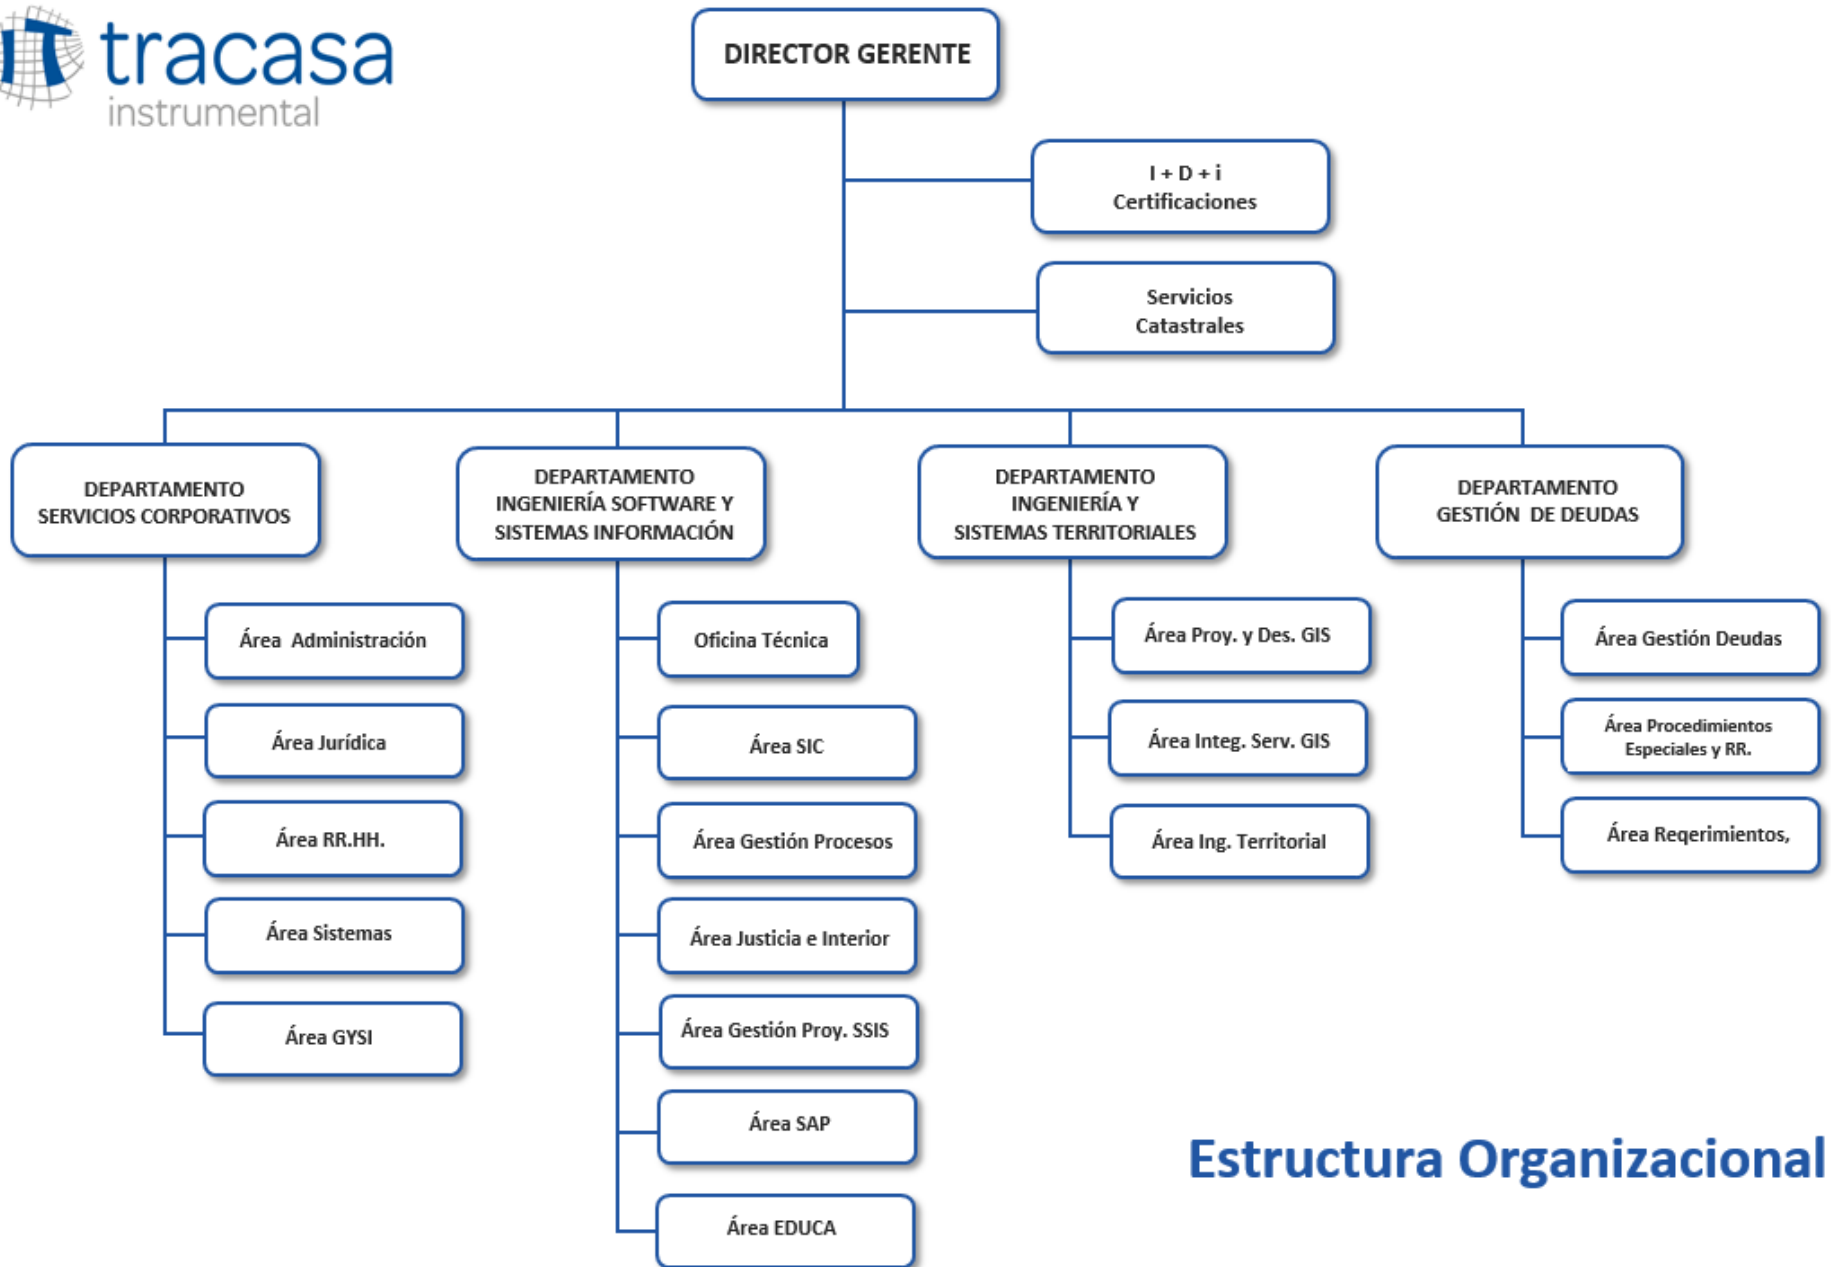 iT tracasa
instrumental
DIRECTOR GERENTE
I + D + i
Certificaciones
Servicios
Catastrales
DEPARTAMENTO
SERVICIOS CORPORATIVOS
Área Administración
Área Jurídica
Área RR.HH.
Área Sistemas
Área GYSI
DEPARTAMENTO
INGENIERÍA SOFTWARE Y
SISTEMAS INFORMACIÓN
Oficina Técnica
Área SIC
Área Gestión Procesos
Área Justicia e Interior
Área Gestión Proy. SSIS
Área SAP
Área EDUCA
DEPARTAMENTO
INGENIERÍA Y
SISTEMAS TERRITORIALES
Área Proy. y Des. GIS
Área Integ. Serv. GIS
Área Ing. Territorial
DEPARTAMENTO
GESTIÓN DE DEUDAS
Área Gestión Deudas
Área Procedimientos
Especiales y RR.
Área Reqerimientos,
Estructura Organizacional